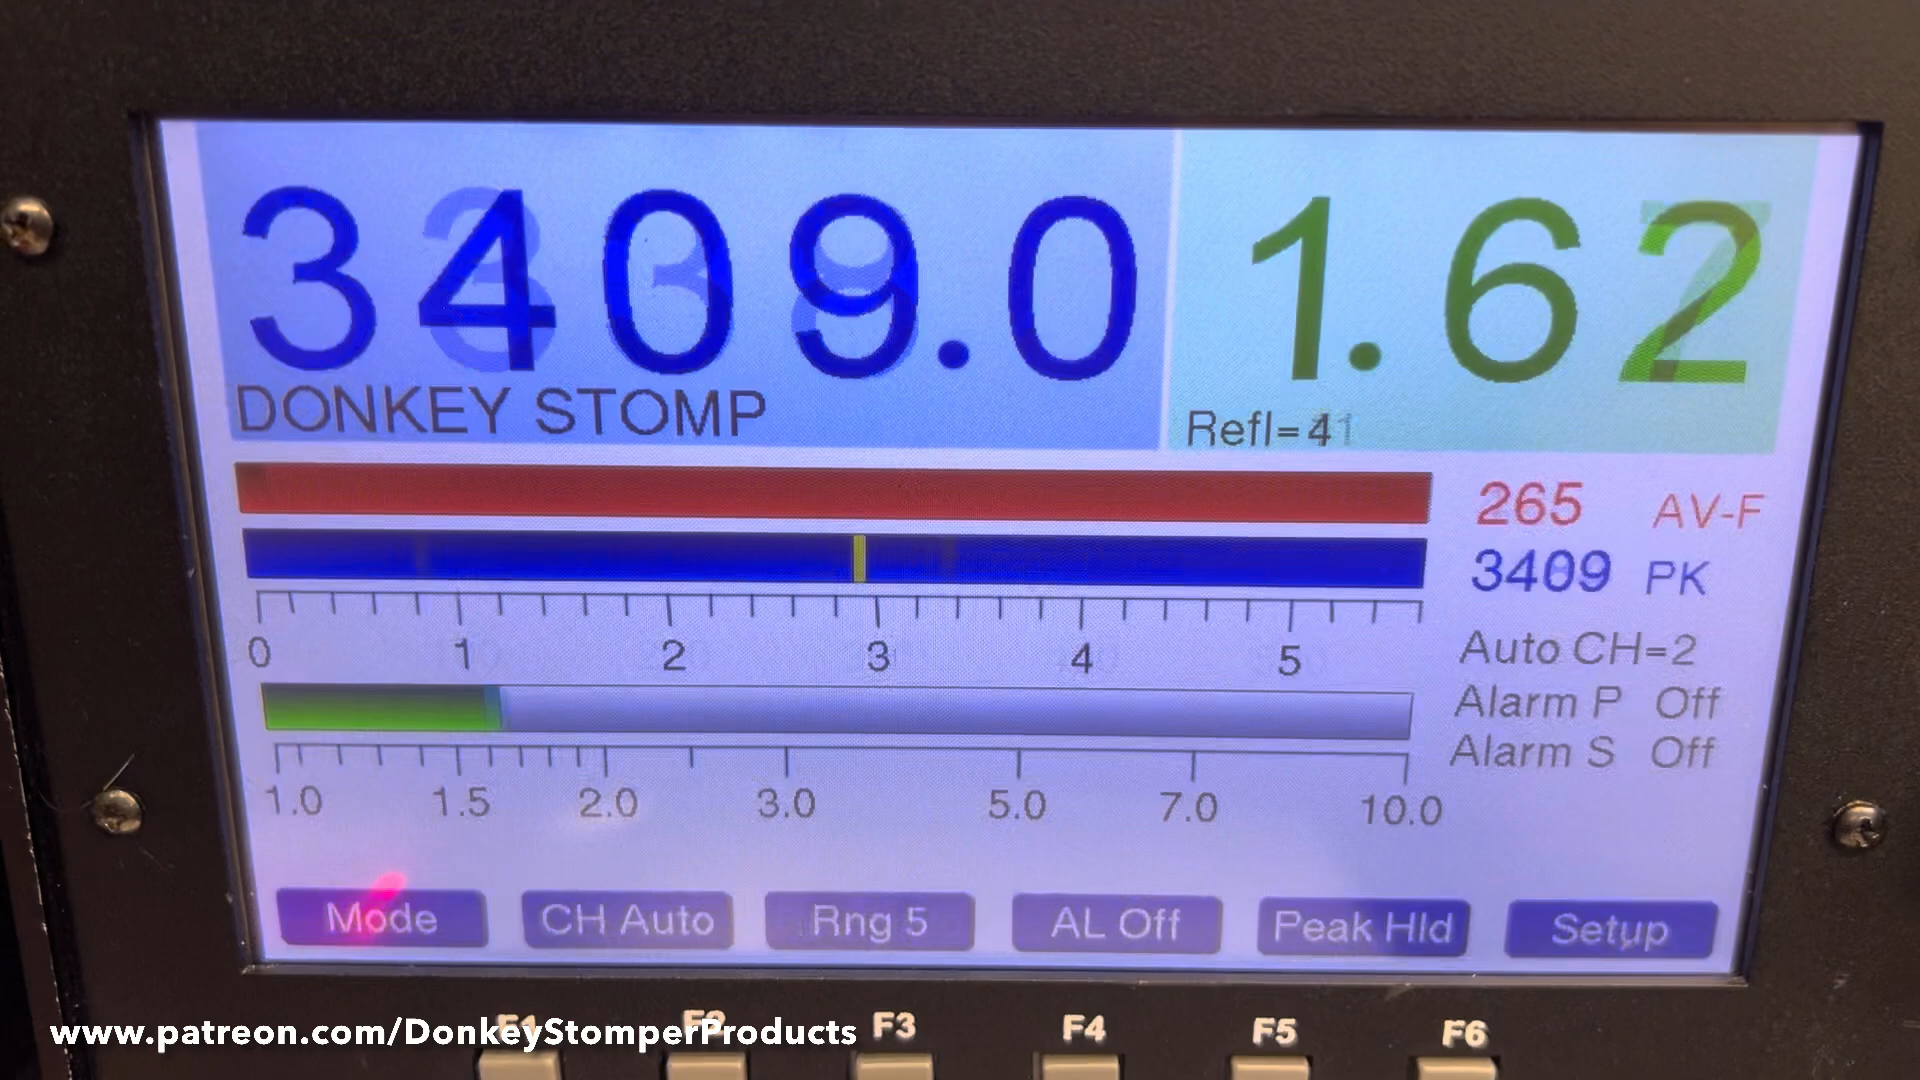 3409.0
1.62
DONKEY STOMP
Refl=
265 AV-F
3409 PK
0 1 2 3 4 5
Auto CH=2
Alarm P Off
Alarm S Off
1.0 1.5 2.0 3.0 5.0 7.0 10.0
Mode CH Auto Rng 5 AL Off Peak Hld Setup
F1 F2 F3 F4 F5 F6
www.patreon.com/DonkeyStomperProducts